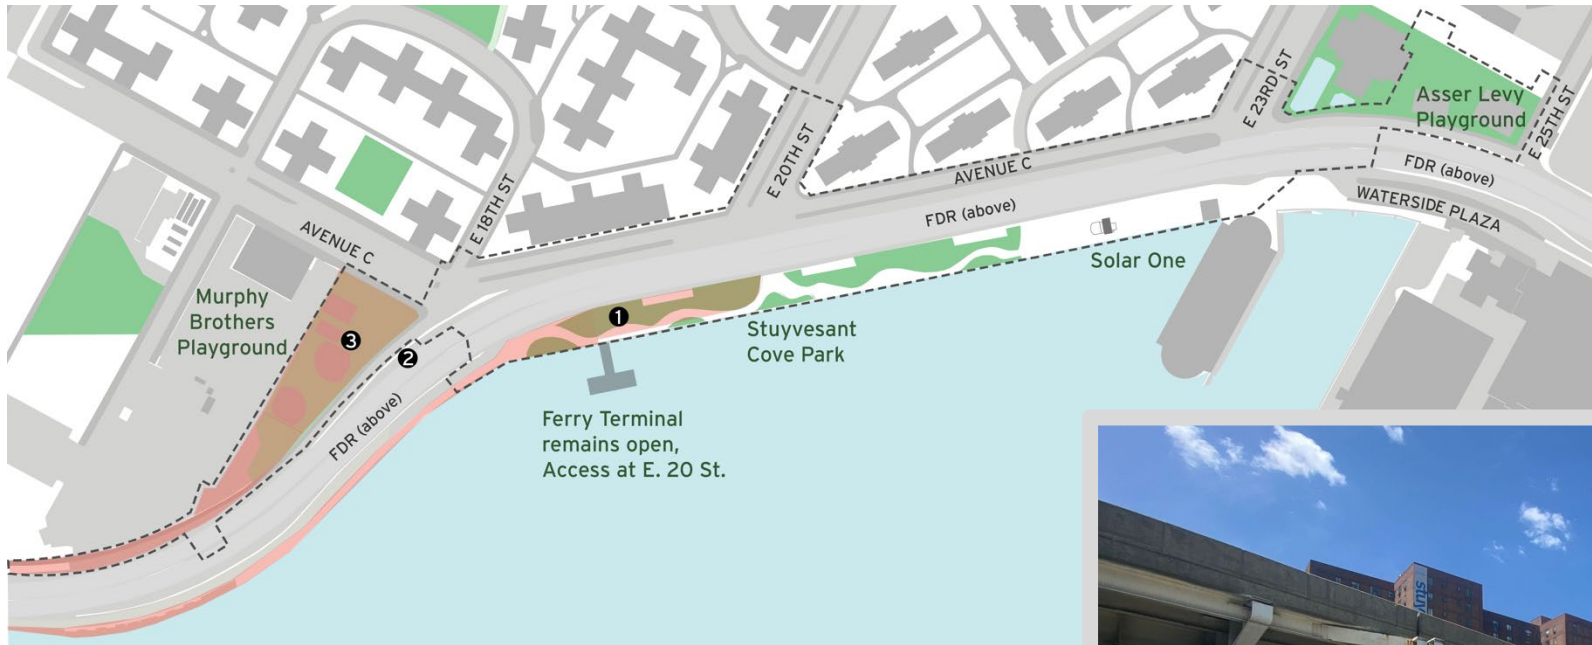 E 23RD ST
Asser Levy
Playground
E 25TH ST
E 20TH ST
AVENUE C
FDR (above)
FDR (above)
WATERSIDE PLAZA
E 18TH ST
AVENUE C
Solar One
Murphy
Brothers
Playground
3
2
1
Stuyvesant
Cove Park
FDR (above)
Ferry Terminal
remains open,
Access at E. 20 St.
stuy